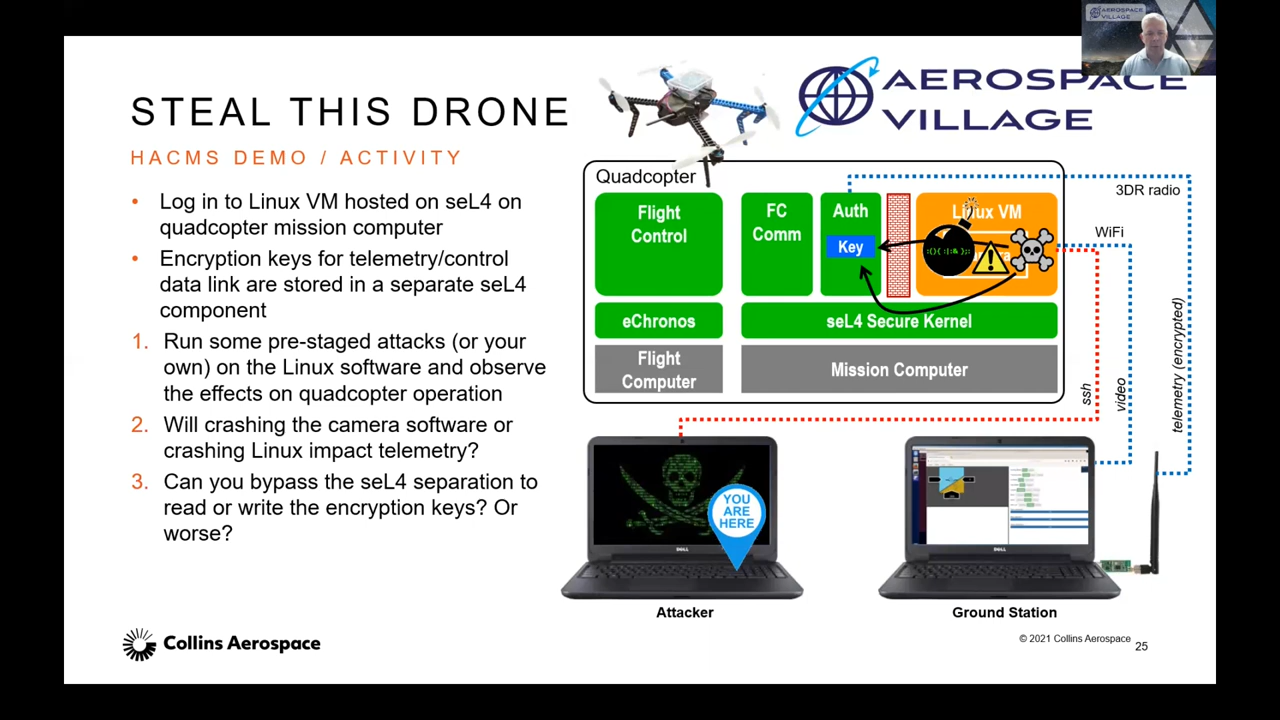 AEROSPACE
VILLAGE
AEROSPACE
VILLAGE
STEAL THIS DRONE
HACMS DEMO / ACTIVITY
• Log in to Linux VM hosted on seL4 on
quadcopter mission computer
• Encryption keys for telemetry/control
data link are stored in a separate seL4
component
1. Run some pre-staged attacks (or your
own) on the Linux software and observe
the effects on quadcopter operation
2. Will crashing the camera software or
crashing Linux impact telemetry?
3. Can you bypass the seL4 separation to
read or write the encryption keys? Or
worse?
Quadcopter
Flight
Control
FC
Comm
Auth
Key
Linux VM
:(){ :|:& };:
eChronos
seL4 Secure Kernel
Flight
Computer
Mission Computer
3DR radio
WiFi
ssh
video
telemetry (encrypted)
YOU
ARE
HERE
DELL
DELL
Attacker
Ground Station
Collins Aerospace
© 2021 Collins Aerospace
25